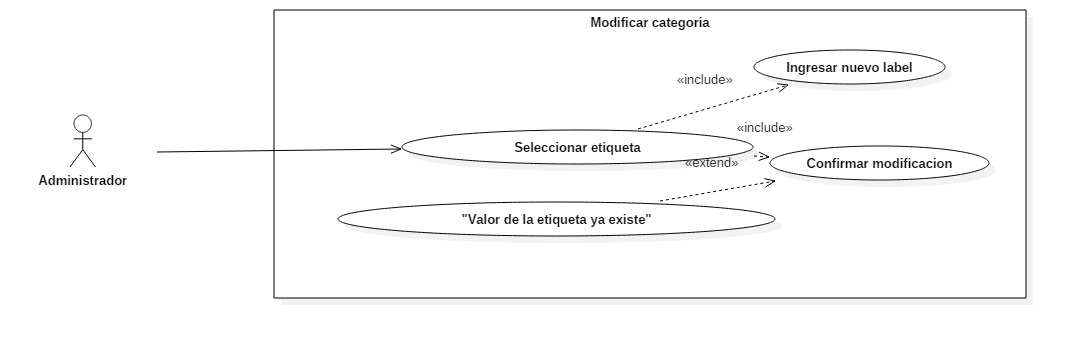 Modificar categoria
Ingresar nuevo label
«include»
«include»
Seleccionar etiqueta
«extend»
Confirmar modificacion
Administrador
"Valor de la etiqueta ya existe"